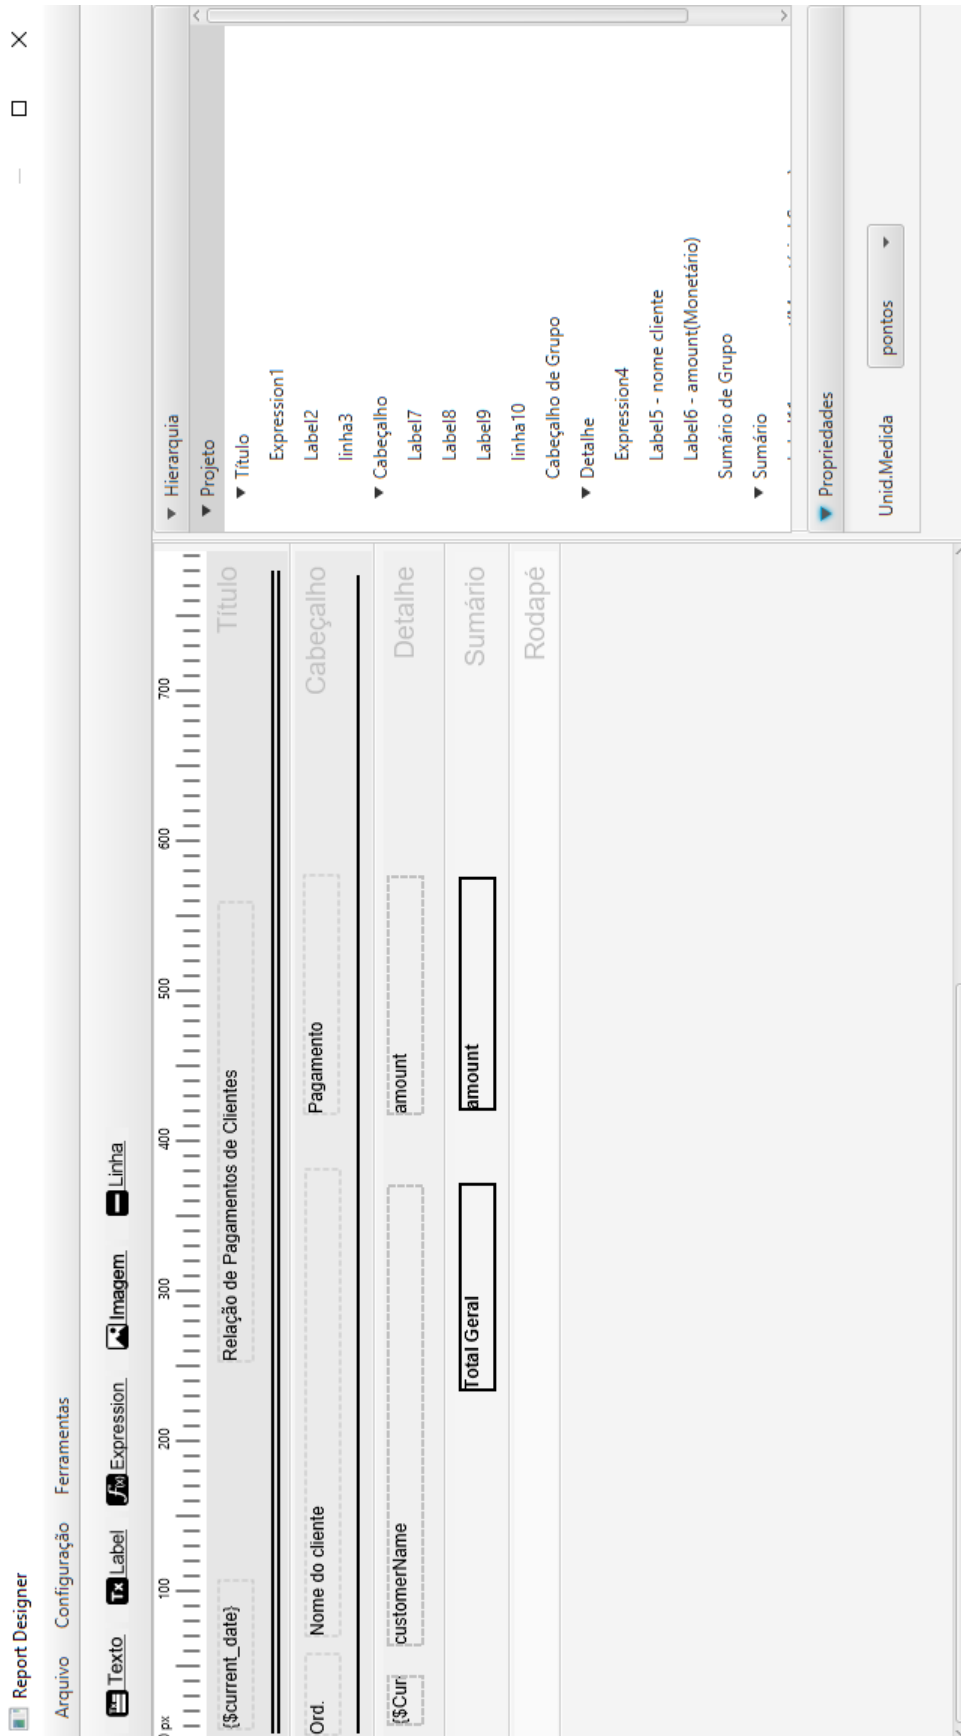 Report Designer
Arquivo Configuração Ferramentas
Texto Label Expression Imagem Linha
px 100 200 300 400 500 600 700
{$current_date} Relação de Pagamentos de Clientes Título
Ord. Nome do cliente Pagamento Cabeçalho
{$Cur customerName amount Detalhe
Total Geral amount Sumário
Rodapé
Hierarquia
Projeto
Título
Expression1
Label2
linha3
Cabeçalho
Label7
Label8
Label9
linha10
Cabeçalho de Grupo
Detalhe
Expression4
Label5 - nome cliente
Label6 - amount(Monetário)
Sumário de Grupo
Sumário
Propriedades
Unid.Medida pontos